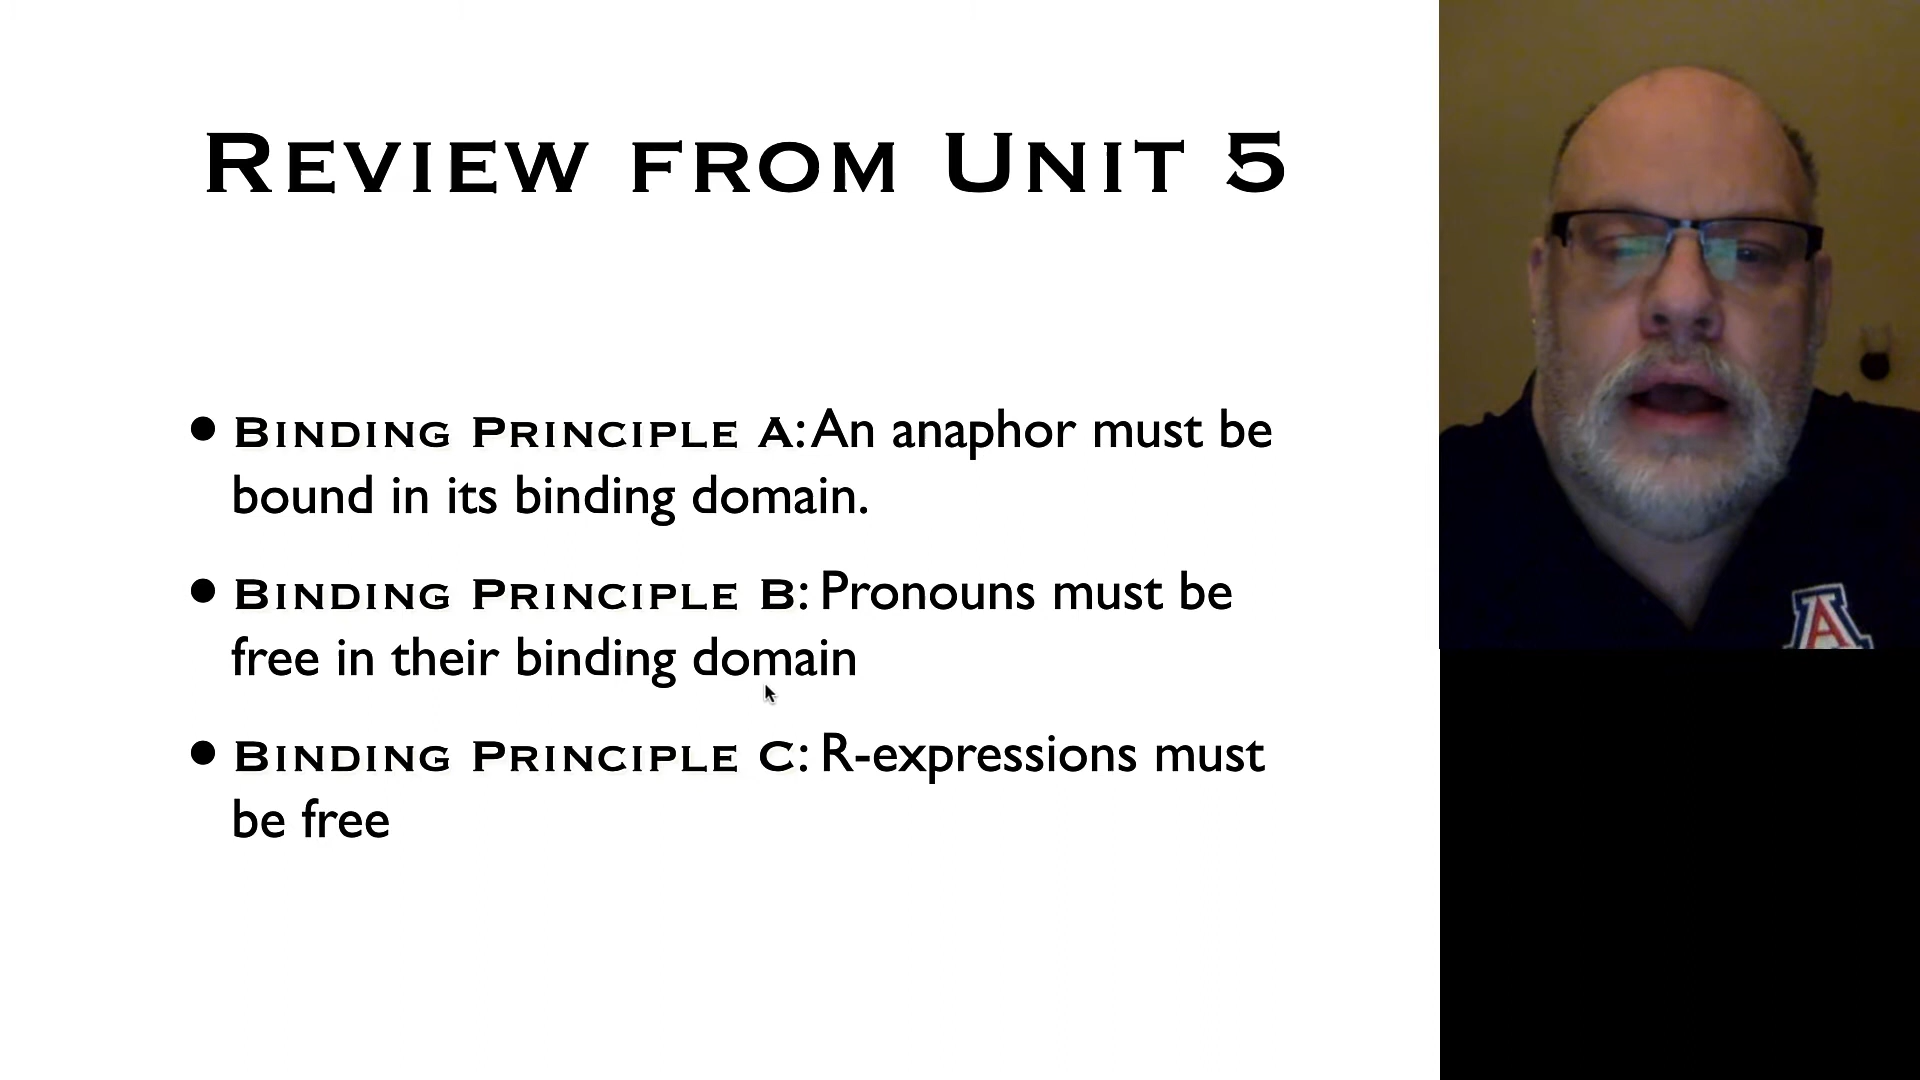 REVIEW FROM UNIT 5
• BINDING PRINCIPLE A: An anaphor must be
bound in its binding domain.
• BINDING PRINCIPLE B: Pronouns must be
free in their binding domain
• BINDING PRINCIPLE C: R-expressions must
be free
A